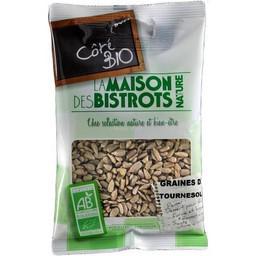 Côté
BIO
LA MAISON
DES BISTROTS
NATURE
Une sélection nature et bien-être
AB
GRAINES D
TOURNESOL